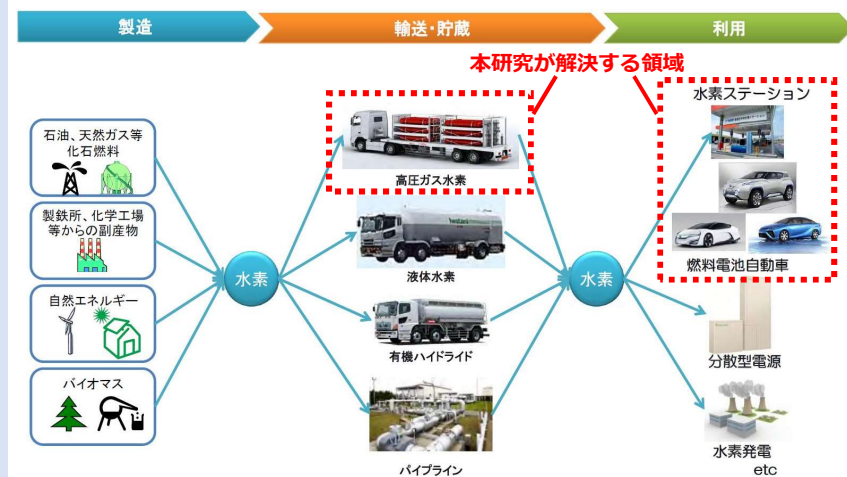 製造
輸送・貯蔵
利用
本研究が解決する領域
石油、天然ガス等
化石燃料
製鉄所、化学工場
等からの副産物
自然エネルギー
バイオマス
水素
高圧ガス水素
Iwatani
液体水素
有機ハイドライド
パイプライン
水素
水素ステーション
燃料電池自動車
分散型電源
水素発電
etc